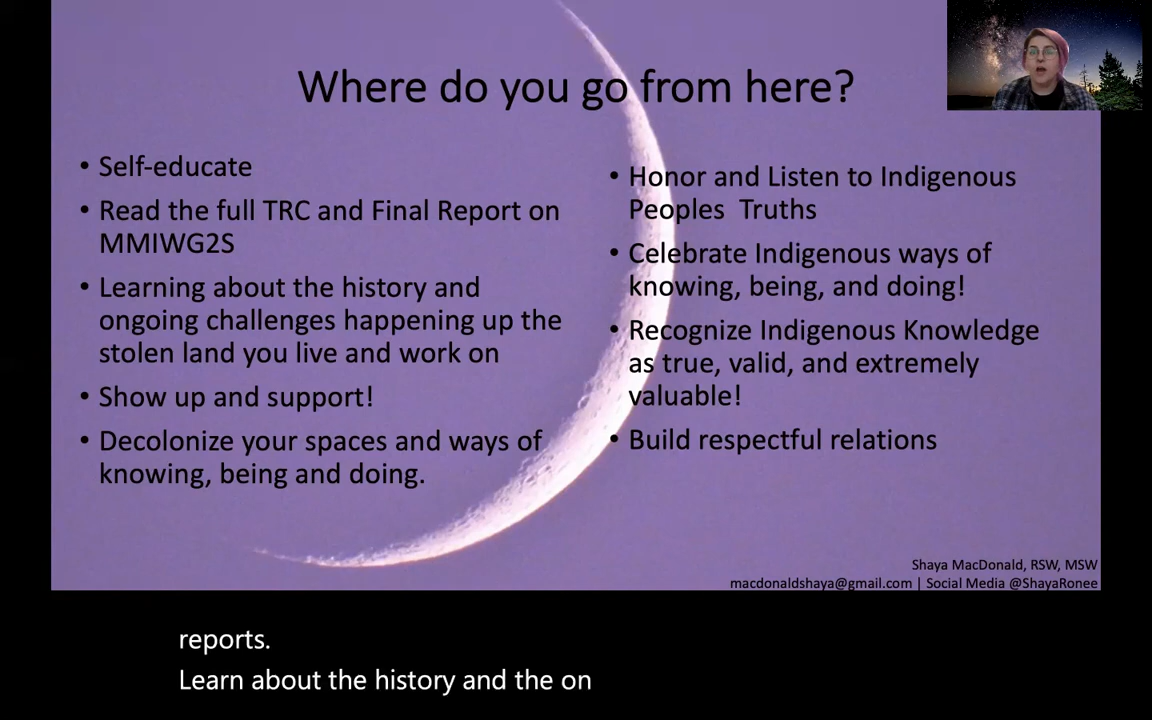 Where do you go from here?
• Self-educate
• Read the full TRC and Final Report on
MMIWG2S
• Learning about the history and
ongoing challenges happening up the
stolen land you live and work on
• Show up and support!
• Decolonize your spaces and ways of
knowing, being and doing.
• Honor and Listen to Indigenous
Peoples  Truths
• Celebrate Indigenous ways of
knowing, being, and doing!
• Recognize Indigenous Knowledge
as true, valid, and extremely
valuable!
• Build respectful relations
Shaya MacDonald, RSW, MSW
macdonaldshaya@gmail.com | Social Media @ShayaRonee
reports.
Learn about the history and the on